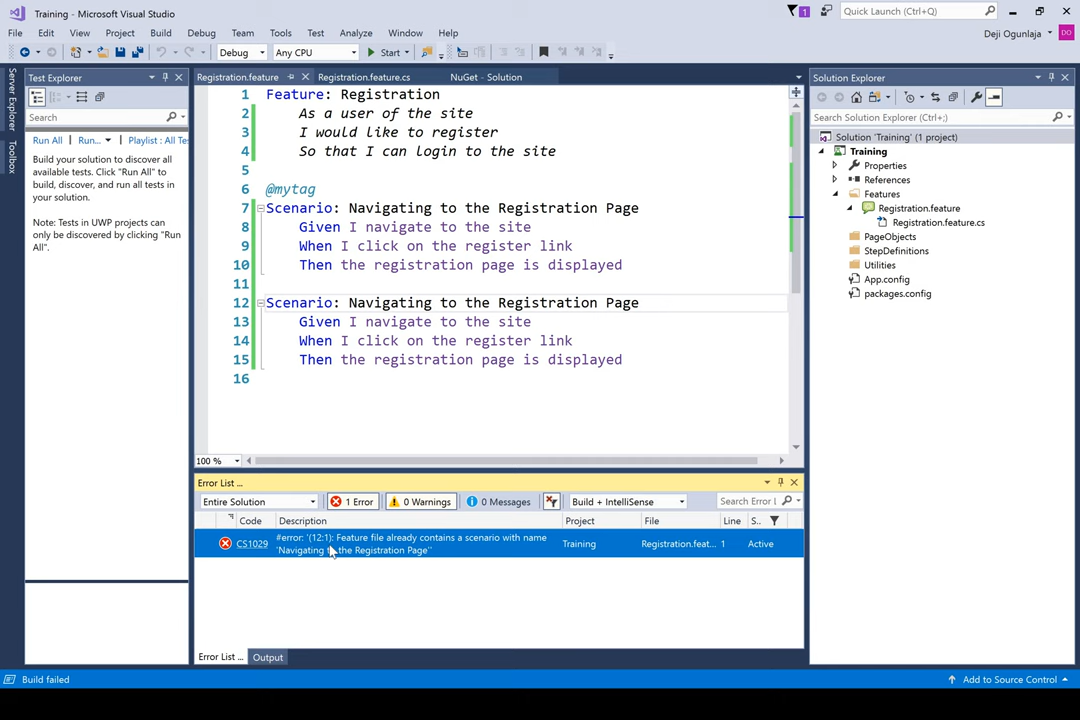 Training - Microsoft Visual Studio
1
Quick Launch (Ctrl+Q)
File Edit View Project Build Debug Team Tools Test Feature Analyze Window Help
Deji Ogunlaja DO
Debug Any CPU Start
Server Explorer
Toolbox
Test Explorer
Search
Run All Run... Playlist : All Te
Build your solution to discover all
available tests. Click "Run All" to
build, discover, and run all tests in
your solution.
Note: Tests in UWP projects can
only be discovered by clicking "Run
All".
Registration.feature Registration.feature.cs NuGet - Solution
1 Feature: Registration
2 As a user of the site
3 I would like to register
4 So that I can login to the site
5
6 @mytag
7 Scenario: Navigating to the Registration Page
8 Given I navigate to the site
9 When I click on the register link
10 Then the registration page is displayed
11
12 Scenario: Navigating to the Registration Page
13 Given I navigate to the site
14 When I click on the register link
15 Then the registration page is displayed
16
100 %
Error List ...
Entire Solution 1 Error 0 Warnings 0 Messages Build + IntelliSense Search Error L
Code Description Project File Line S..
CS1029 #error: '(12:1): Feature file already contains a scenario with name
'Navigating to the Registration Page'' Training Registration.feat... 1 Active
Error List ... Output
Solution Explorer
Search Solution Explorer (Ctrl+;)
Solution 'Training' (1 project)
Training
Properties
References
Features
Registration.feature
Registration.feature.cs
PageObjects
StepDefinitions
Utilities
App.config
packages.config
Build failed
Add to Source Control